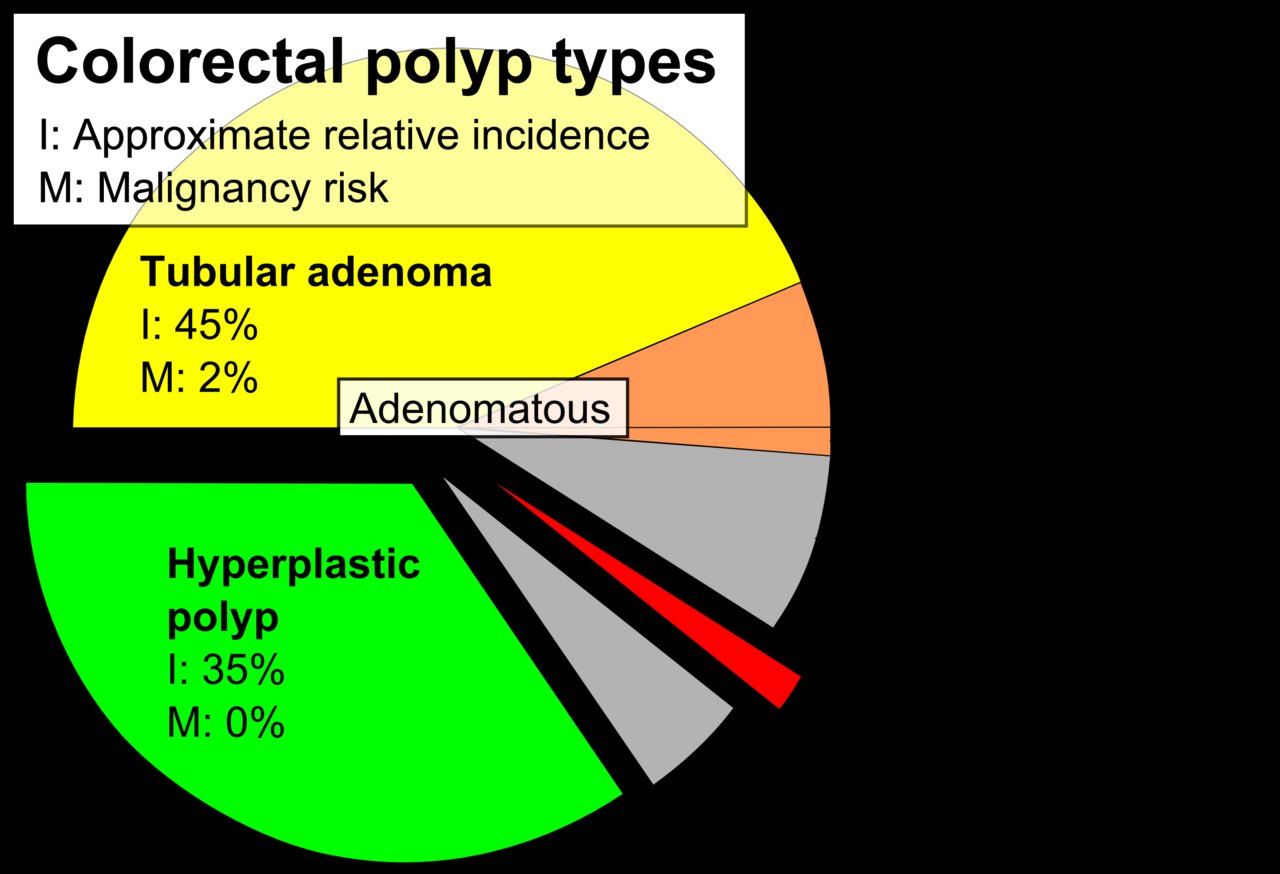 Colorectal polyp types
I: Approximate relative incidence
M: Malignancy risk
Tubular adenoma
I: 45%
M: 2%
Adenomatous
Hyperplastic
polyp
I: 35%
M: 0%